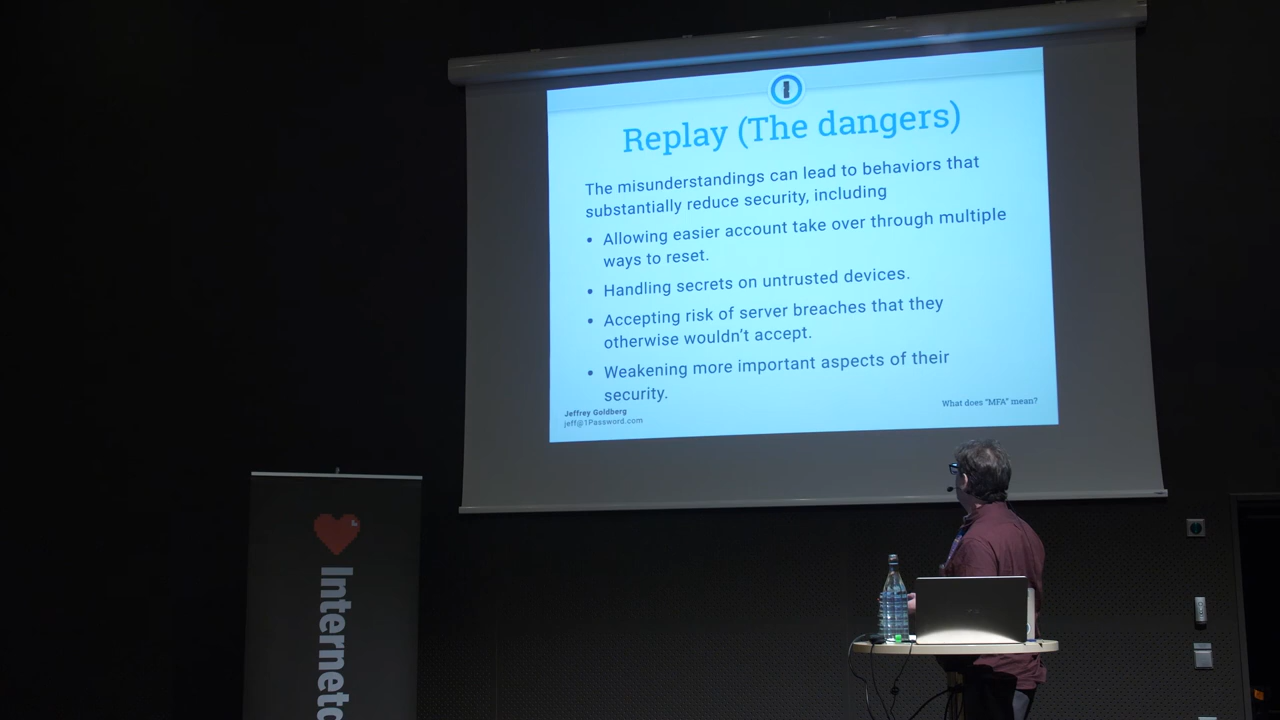 Replay (The dangers)
The misunderstandings can lead to behaviors that
substantially reduce security, including
• Allowing easier account take over through multiple
ways to reset.
• Handling secrets on untrusted devices.
• Accepting risk of server breaches that they
otherwise wouldn't accept.
• Weakening more important aspects of their
security.
Jeffrey Goldberg
jeff@1Password.com
What does "MFA" mean?